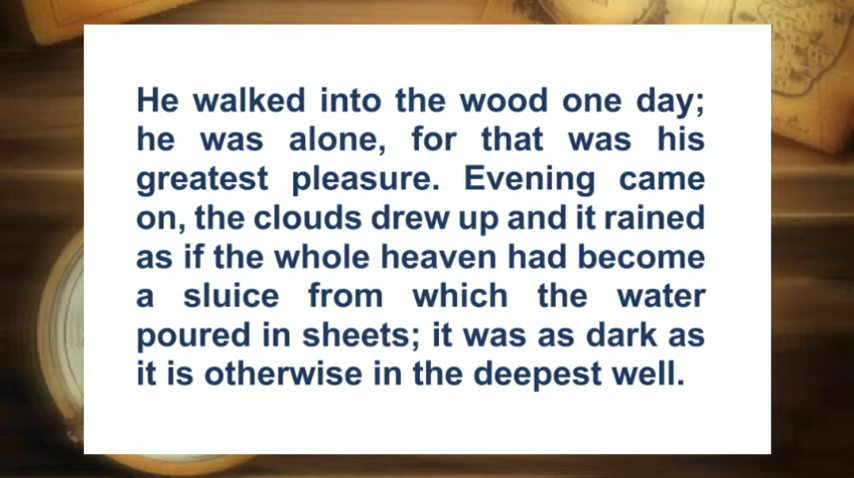 He walked into the wood one day;
he was alone, for that was his
greatest pleasure. Evening came
on, the clouds drew up and it rained
as if the whole heaven had become
a sluice from which the water
poured in sheets; it was as dark as
it is otherwise in the deepest well.